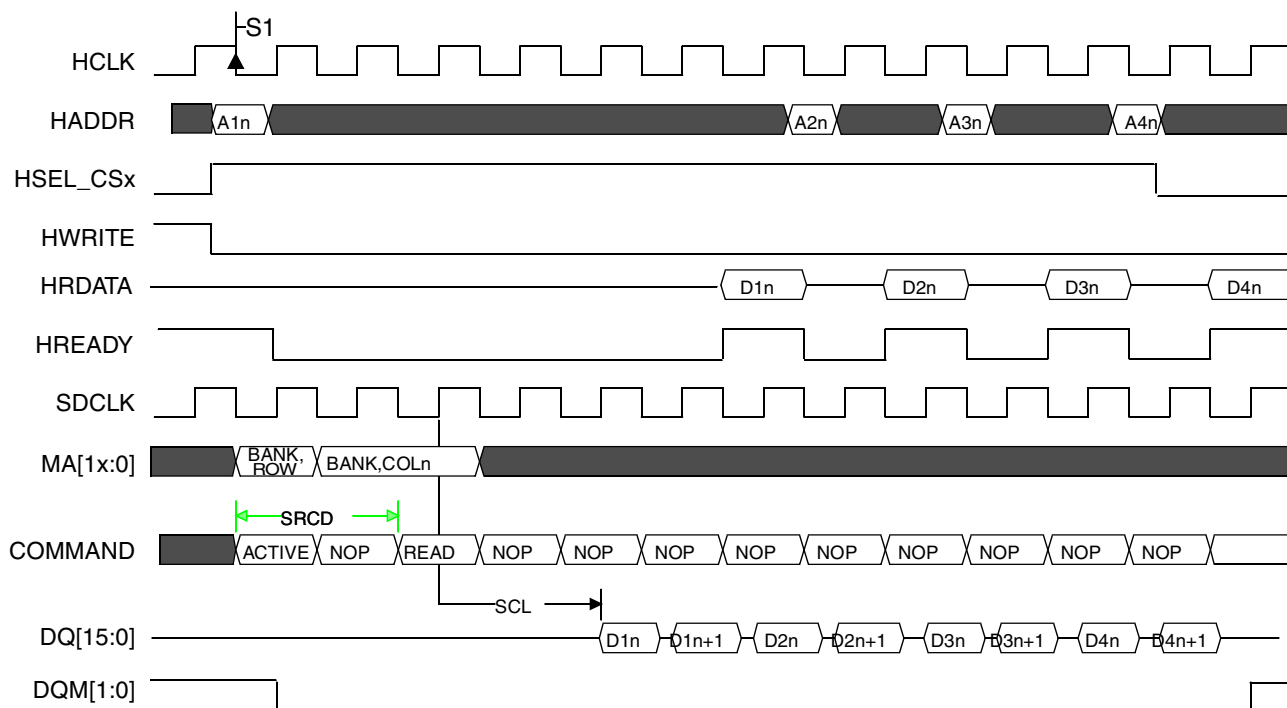 S1
HCLK
HADDR A1n A2n A3n A4n
HSEL_CSx
HWRITE
HRDATA D1n D2n D3n D4n
HREADY
SDCLK
MA[1x:0] BANK, ROW BANK,COLn
SRCD
COMMAND ACTIVE NOP READ NOP NOP NOP NOP NOP NOP NOP NOP NOP
SCL
DQ[15:0] D1n D1n+1 D2n D2n+1 D3n D3n+1 D4n D4n+1
DQM[1:0]